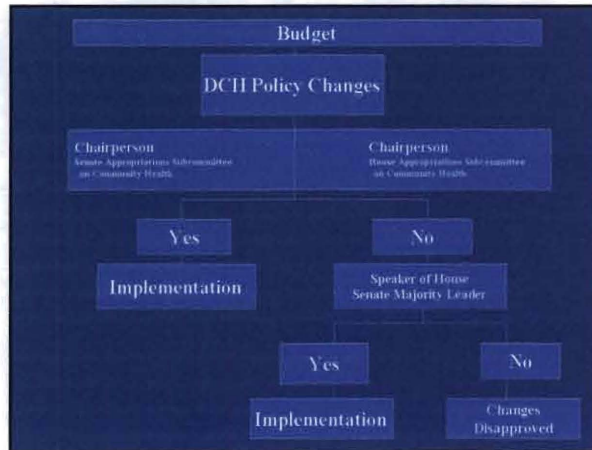 Budget
DCH Policy Changes
Chairperson
Senate Appropriations Subcommittee
on Community Health
Chairperson
House Appropriations Subcommittee
on Community Health
Yes
No
Implementation
Speaker of House
Senate Majority Leader
Yes
No
Implementation
Changes
Disapproved